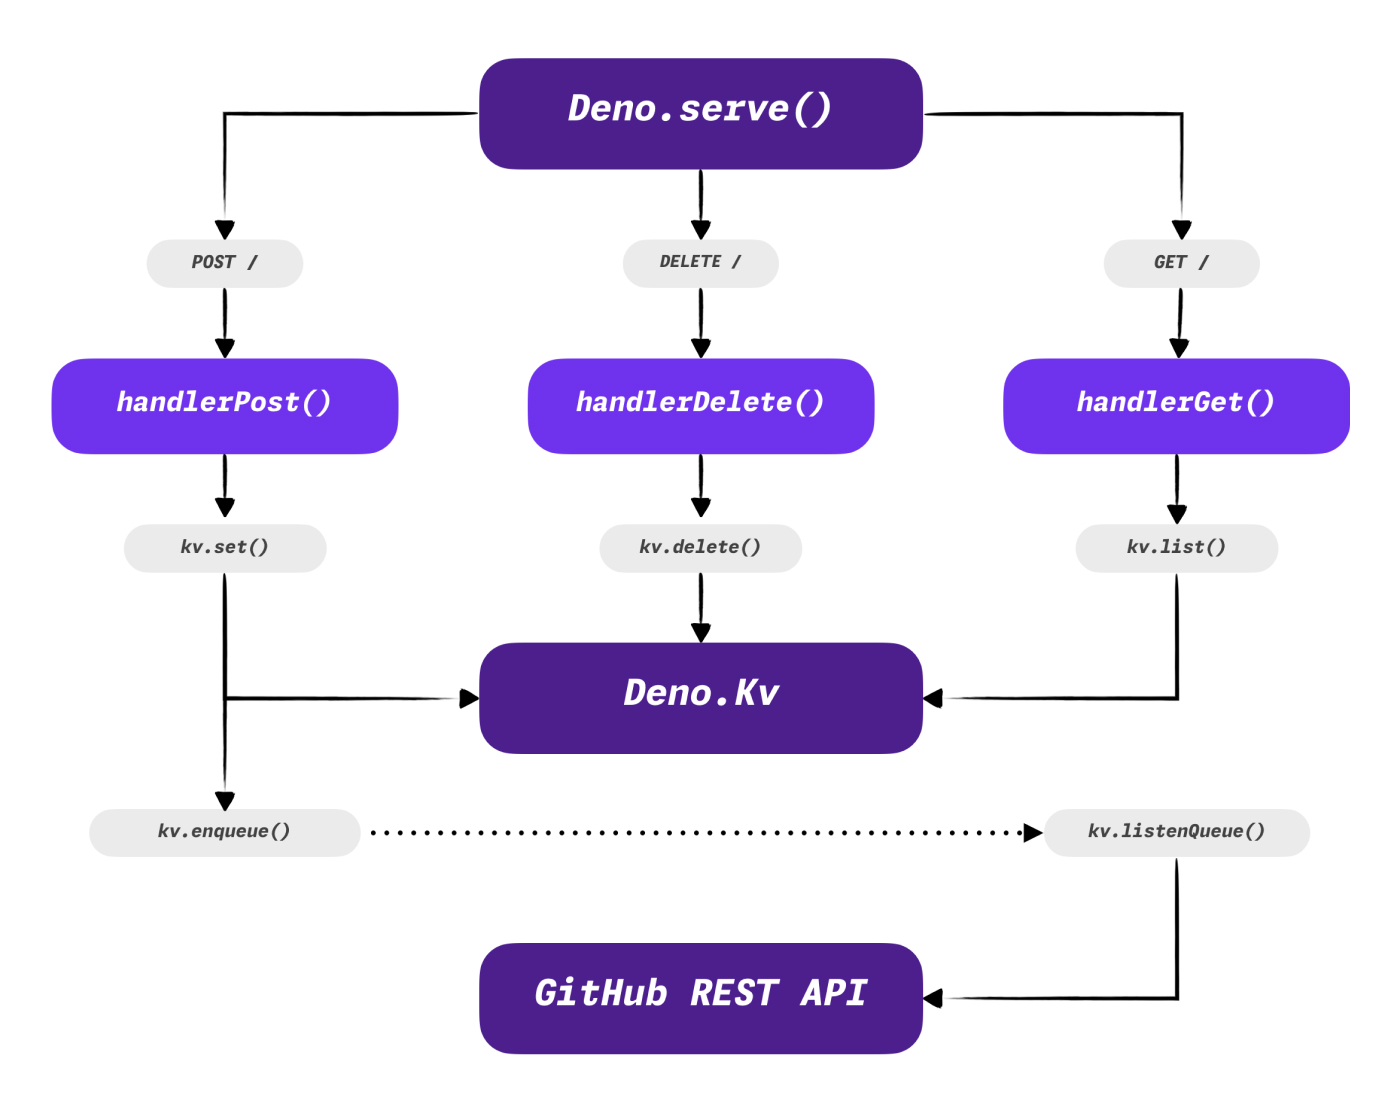 Deno.serve()
POST /
DELETE /
GET /
handlerPost()
handlerDelete()
handlerGet()
kv.set()
kv.delete()
kv.list()
Deno.Kv
kv.enqueue()
kv.listenQueue()
GitHub REST API